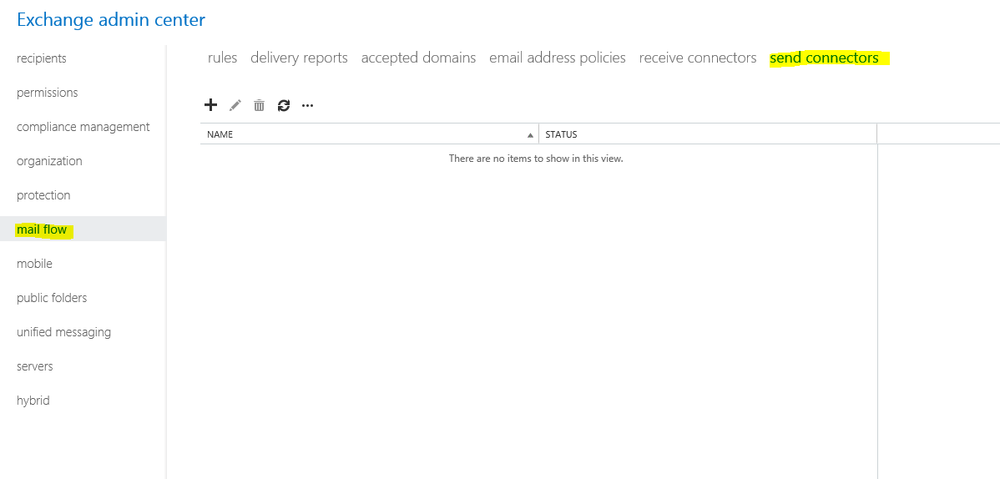 Exchange admin center
recipients
permissions
compliance management
organization
protection
mail flow
mobile
public folders
unified messaging
servers
hybrid
rules delivery reports accepted domains email address policies receive connectors send connectors
NAME STATUS
There are no items to show in this view.